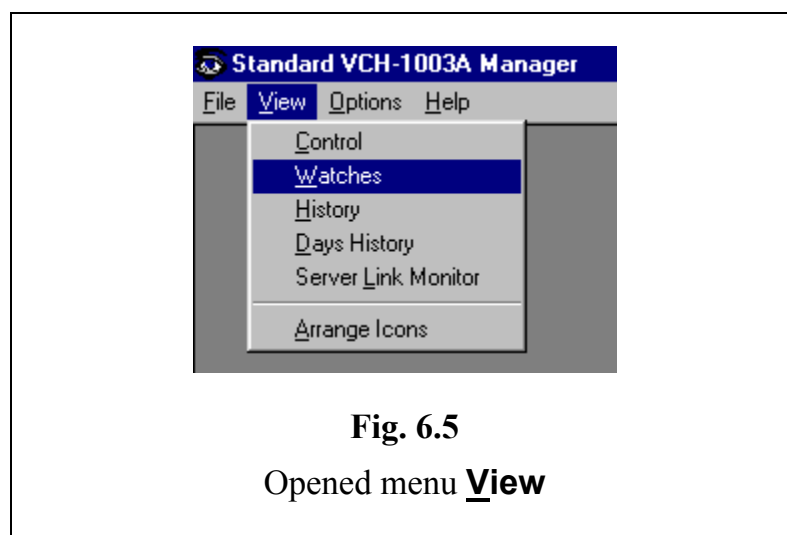 Standard VCH-1003A Manager
File View Options Help
Control
Watches
History
Days History
Server Link Monitor
Arrange Icons
Fig. 6.5
Opened menu View